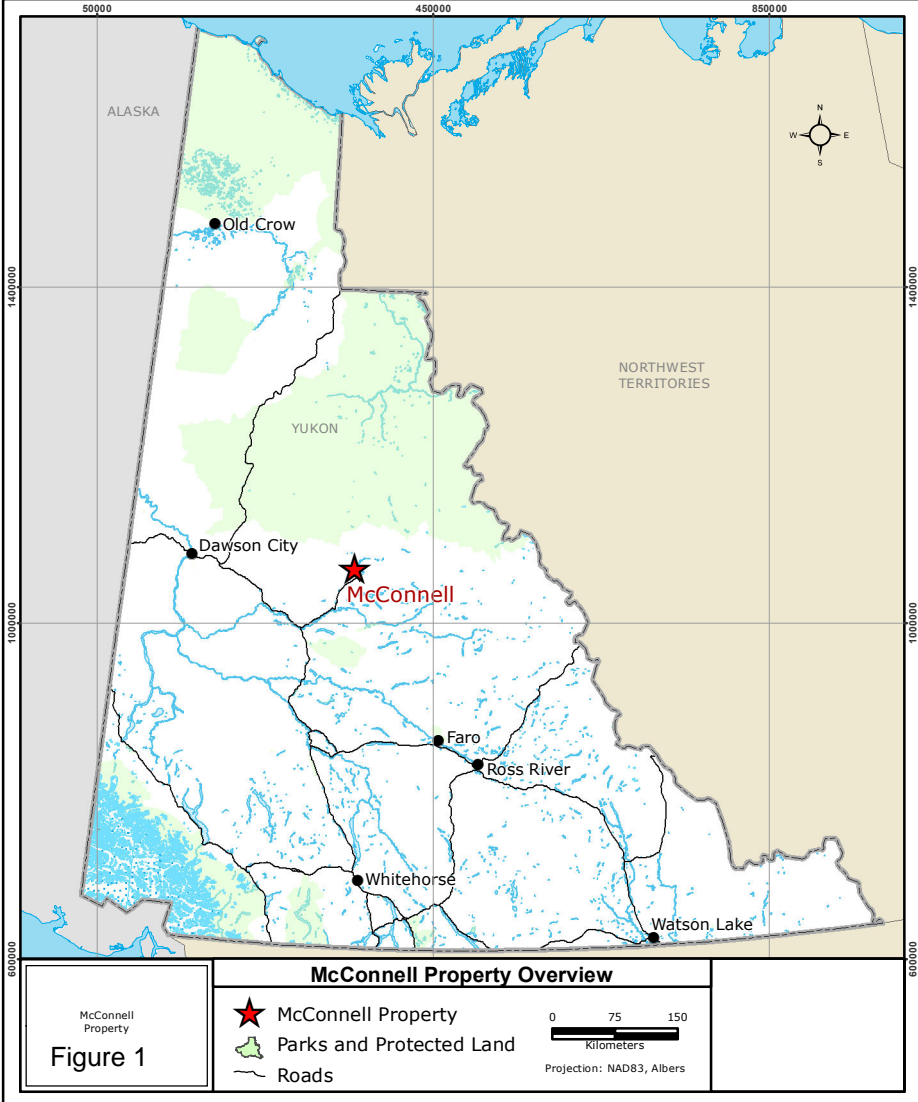 50000
450000
850000
ALASKA
N
W
E
S
Old Crow
1400000
1400000
NORTHWEST
TERRITORIES
YUKON
Dawson City
McConnell
1000000
1000000
Faro
Ross River
Whitehorse
Watson Lake
600000
600000
McConnell Property Overview
McConnell
Property
Figure 1
McConnell Property
Parks and Protected Land
Roads
0
75
150
Kilometers
Projection: NAD83, Albers